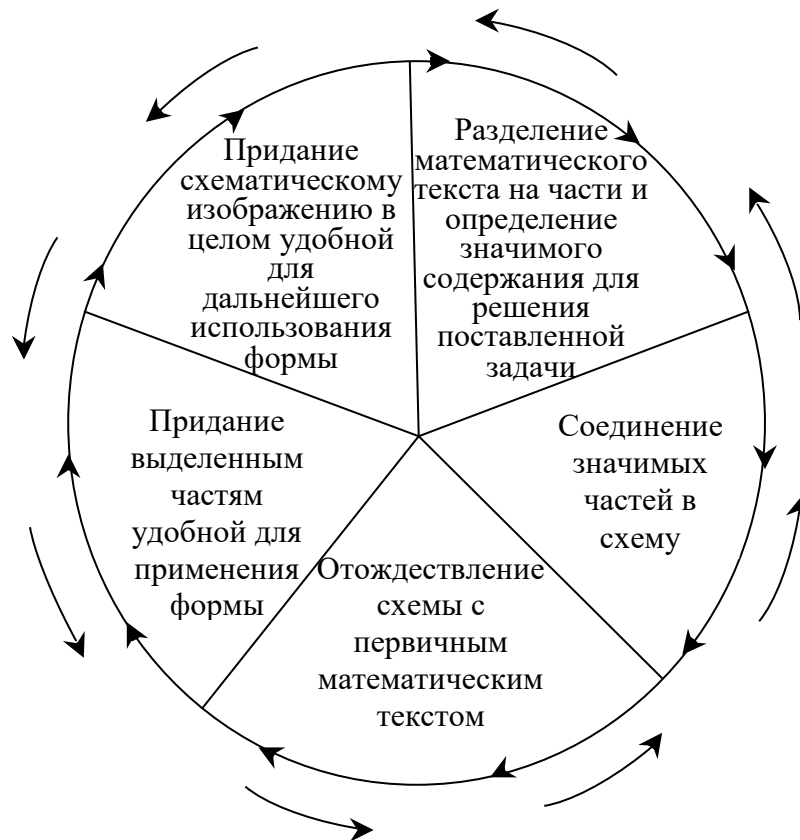 Придание
схематическому
изображению в
целом удобной
для
дальнейшего
использования
формы
Разделение
математического
текста на части и
определение
значимого
содержания для
решения
поставленной
задачи
Соединение
значимых
частей в
схему
Отождествление
схемы с
первичным
математическим
текстом
Придание
выделенным
частям
удобной для
применения
формы